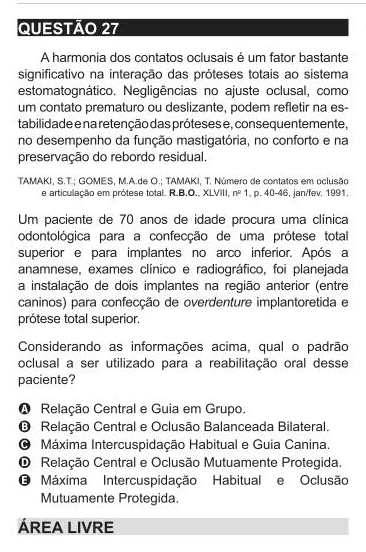 QUESTÃO 27
A harmonia dos contatos oclusais é um fator bastante
significativo na interação das próteses totais ao sistema
estomatognático. Negligências no ajuste oclusal, como
um contato prematuro ou deslizante, podem refletir na es-
tabilidade e na retenção das próteses e, consequentemente,
no desempenho da função mastigatória, no conforto e na
preservação do rebordo residual.
TAMAKI, S.T.; GOMES, M.A.de O.; TAMAKI, T. Número de contatos em oclusão
e articulação em prótese total. R.B.O., XLVIII, nº 1, p. 40-46, jan/fev. 1991.
Um paciente de 70 anos de idade procura uma clínica
odontológica para a confecção de uma prótese total
superior e para implantes no arco inferior. Após a
anamnese, exames clínico e radiográfico, foi planejada
a instalação de dois implantes na região anterior (entre
caninos) para confecção de overdenture implantoretida e
prótese total superior.
Considerando as informações acima, qual o padrão
oclusal a ser utilizado para a reabilitação oral desse
paciente?
A Relação Central e Guia em Grupo.
B Relação Central e Oclusão Balanceada Bilateral.
C Máxima Intercuspidação Habitual e Guia Canina.
D Relação Central e Oclusão Mutuamente Protegida.
E Máxima Intercuspidação Habitual e Oclusão
Mutuamente Protegida.
ÁREA LIVRE